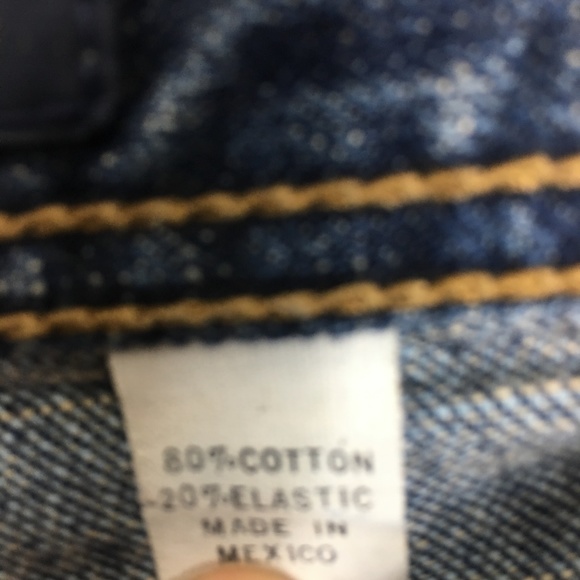 80% COTTON
20% ELASTIC
MADE IN
MEXICO